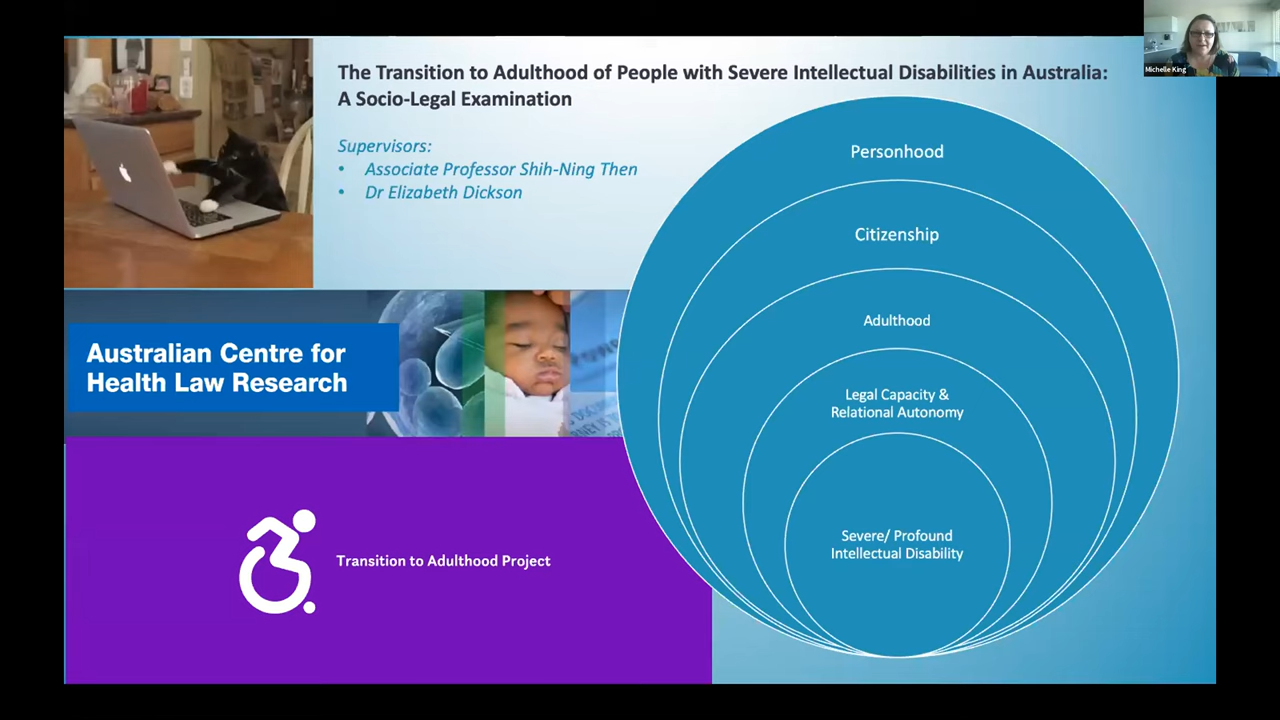 The Transition to Adulthood of People with Severe Intellectual Disabilities in Australia:
A Socio-Legal Examination
Supervisors:
• Associate Professor Shih-Ning Then
• Dr Elizabeth Dickson
Michelle King
Personhood
Citizenship
Adulthood
Legal Capacity &
Relational Autonomy
Severe/ Profound
Intellectual Disability
Australian Centre for
Health Law Research
Transition to Adulthood Project